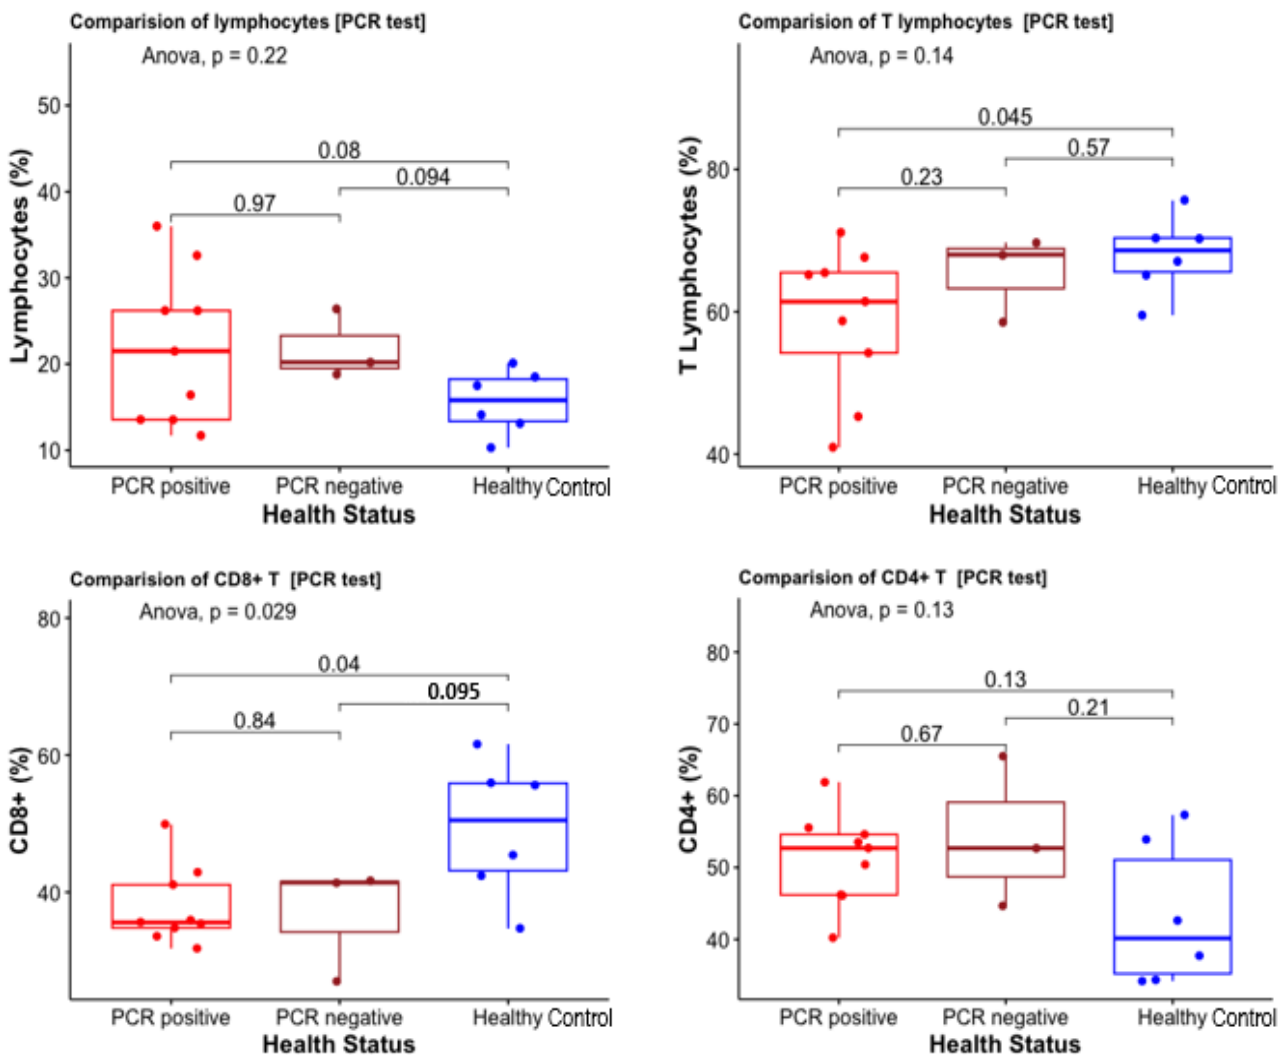 Comparision of lymphocytes [PCR test]
Anova, p = 0.22
50
40
30
20
10
Lymphocytes (%)
0.08
0.094
0.97
PCR positive
PCR negative
Healthy Control
Health Status
Comparision of T lymphocytes [PCR test]
Anova, p = 0.14
80
60
40
T Lymphocytes (%)
0.045
0.57
0.23
PCR positive
PCR negative
Healthy Control
Health Status
Comparision of CD8+ T [PCR test]
Anova, p = 0.029
80
60
40
CD8+ (%)
0.04
0.095
0.84
PCR positive
PCR negative
Healthy Control
Health Status
Comparision of CD4+ T [PCR test]
Anova, p = 0.13
80
70
60
50
40
CD4+ (%)
0.13
0.21
0.67
PCR positive
PCR negative
Healthy Control
Health Status